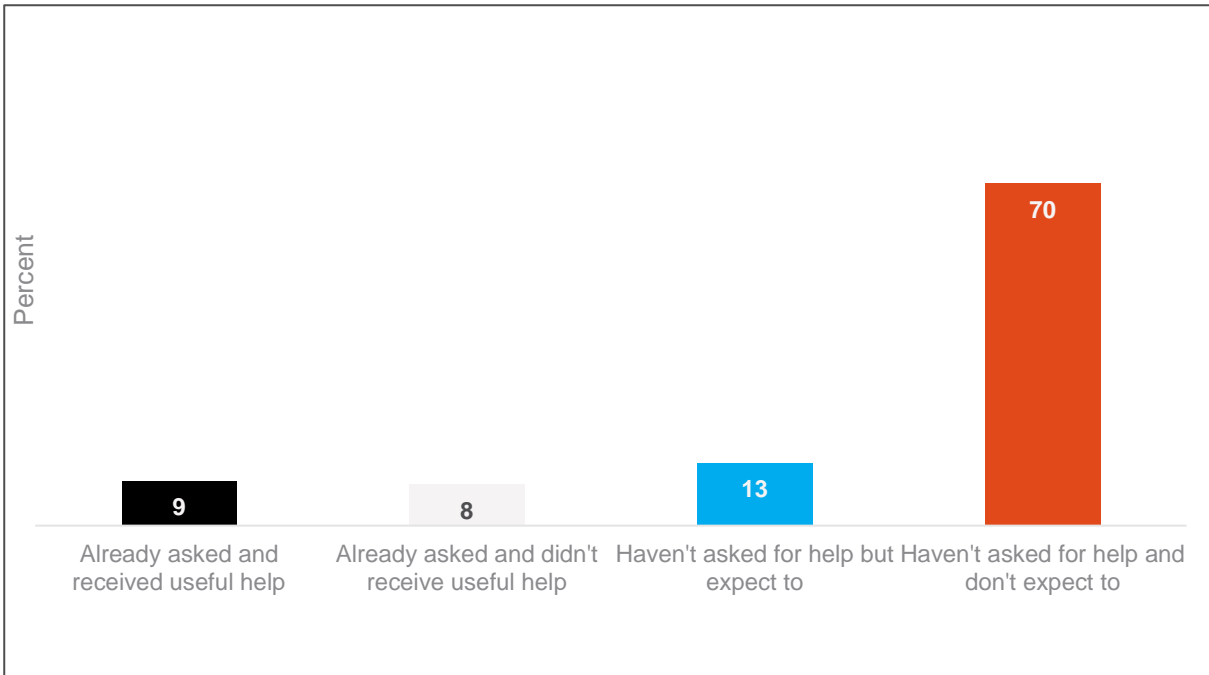 Percent
9
8
13
70
Already asked and
received useful help
Already asked and didn't
receive useful help
Haven't asked for help but
expect to
Haven't asked for help and
don't expect to